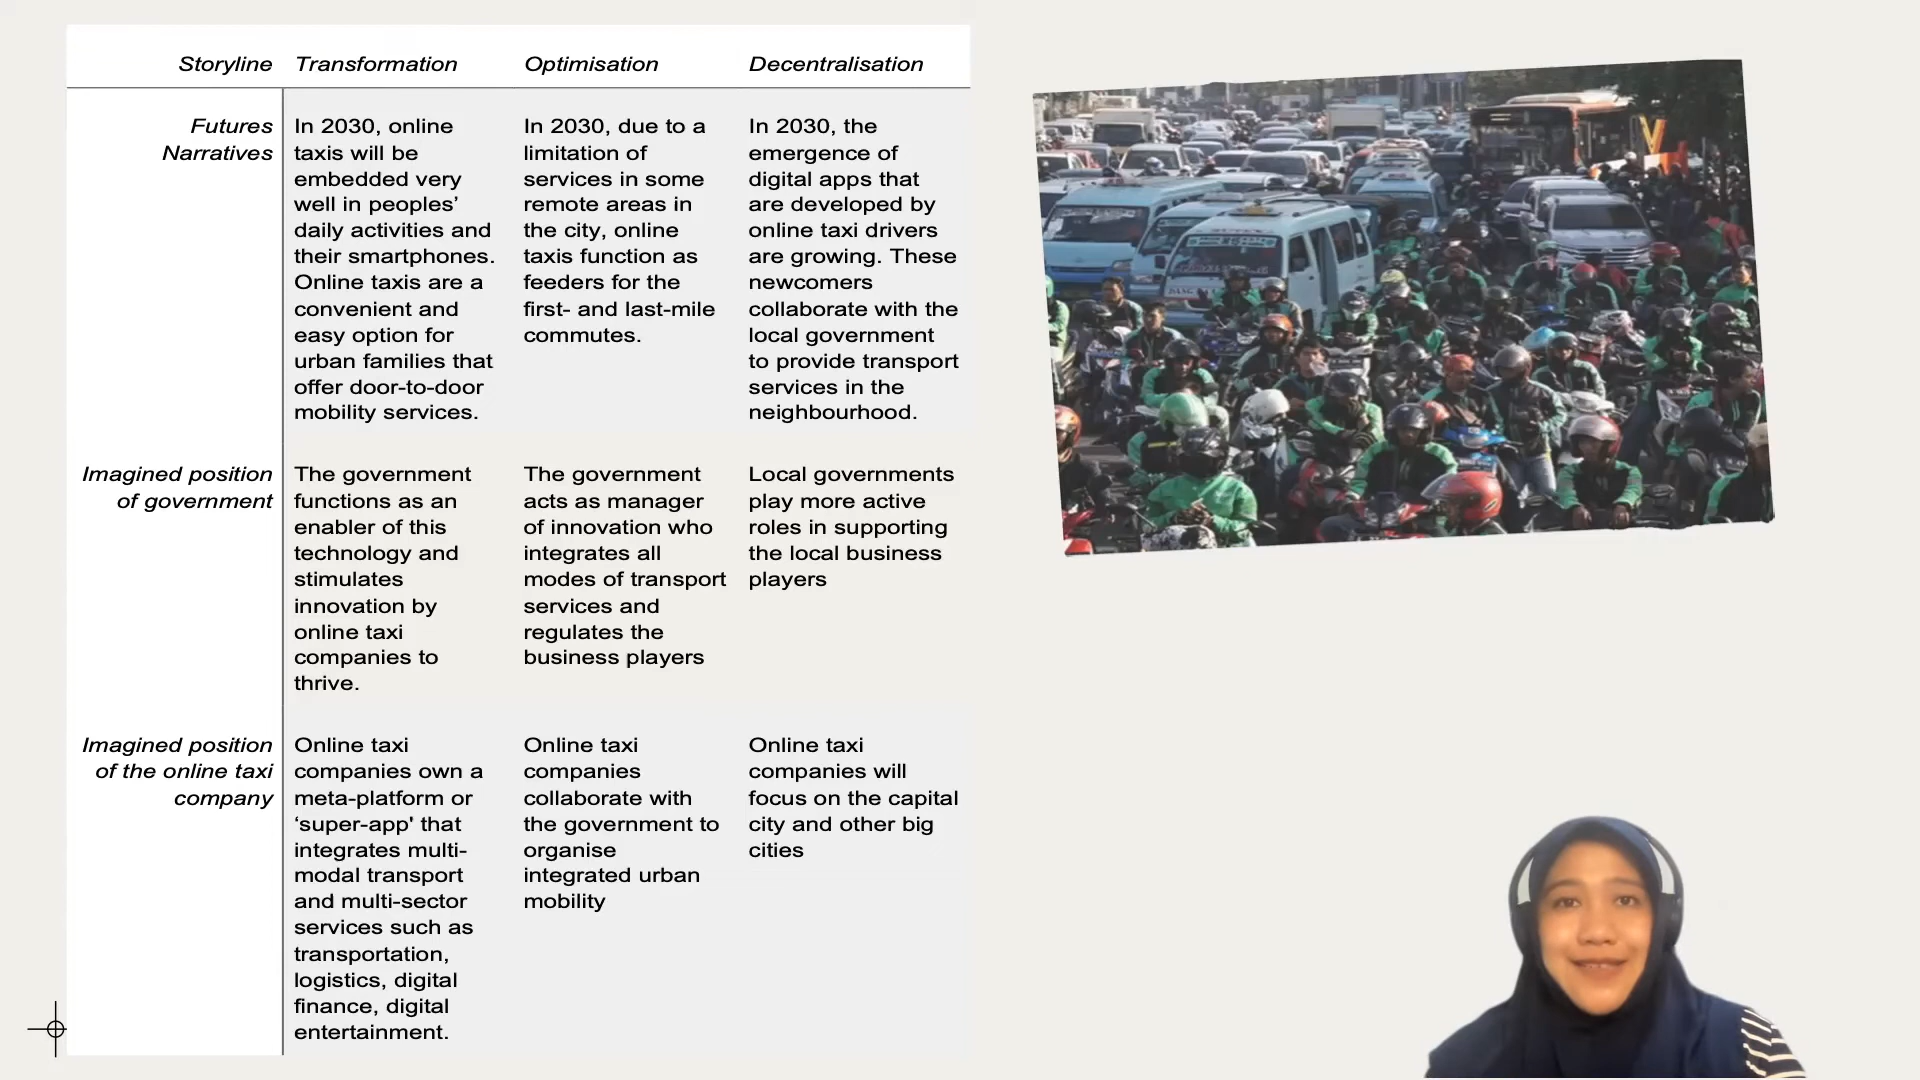 Storyline Transformation Optimisation Decentralisation
Futures
Narratives
In 2030, online
taxis will be
embedded very
well in peoples’
daily activities and
their smartphones.
Online taxis are a
convenient and
easy option for
urban families that
offer door-to-door
mobility services.
In 2030, due to a
limitation of
services in some
remote areas in
the city, online
taxis function as
feeders for the
first- and last-mile
commutes.
In 2030, the
emergence of
digital apps that
are developed by
online taxi drivers
are growing. These
newcomers
collaborate with the
local government
to provide transport
services in the
neighbourhood.
Imagined position
of government
The government
functions as an
enabler of this
technology and
stimulates
innovation by
online taxi
companies to
thrive.
The government
acts as manager
of innovation who
integrates all
modes of transport
services and
regulates the
business players
Local governments
play more active
roles in supporting
the local business
players
Imagined position
of the online taxi
company
Online taxi
companies own a
meta-platform or
‘super-app' that
integrates multi-
modal transport
and multi-sector
services such as
transportation,
logistics, digital
finance, digital
entertainment.
Online taxi
companies
collaborate with
the government to
organise
integrated urban
mobility
Online taxi
companies will
focus on the capital
city and other big
cities